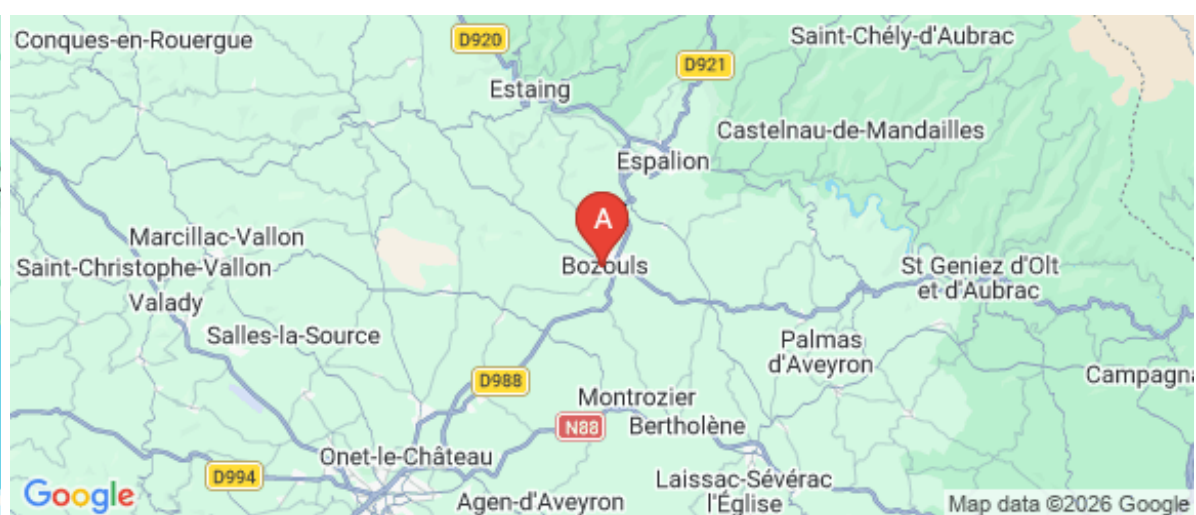 Conques-en-Rouergue
D920
Saint-Chély-d'Aubrac
D921
Estaing
Castelnau-de-Mandailles
Espalion
A
Marcillac-Vallon
Bozouls
Saint-Christophe-Vallon
St Geniez d'Olt
et d'Aubrac
Valady
Salles-la-Source
Palmas
d'Aveyron
D988
Campagna
Montrozier
N88
Bertholène
Onet-le-Château
D994
Laissac-Sévérac
l'Église
Agen-d'Aveyron
Google
Map data ©2026 Google